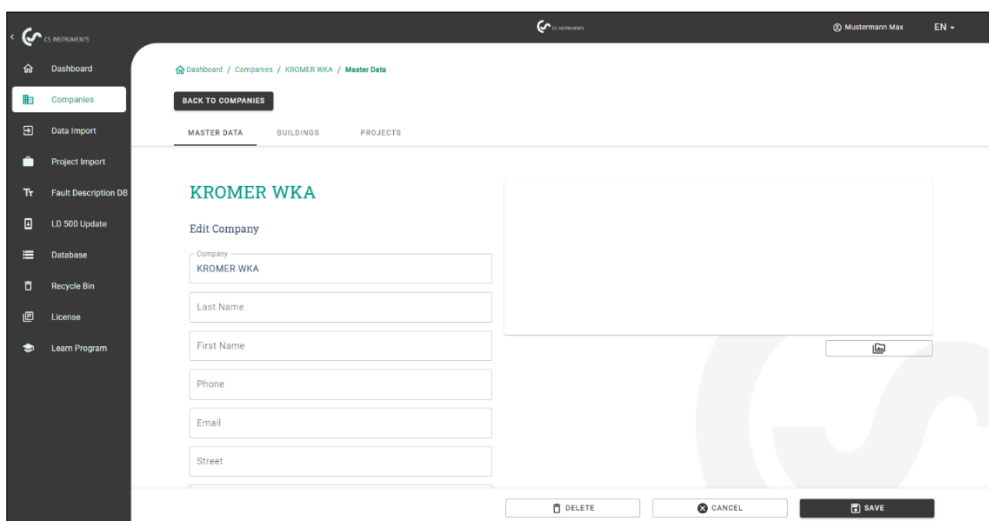 CS INSTRUMENTS
CS INSTRUMENTS
Mustermann Max
EN
Dashboard
Companies
Data Import
Project Import
Fault Description DB
LD 500 Update
Database
Recycle Bin
License
Learn Program
Dashboard / Companies / KROMER WKA / Master Data
BACK TO COMPANIES
MASTER DATA BUILDINGS PROJECTS
KROMER WKA
Edit Company
Company
KROMER WKA
Last Name
First Name
Phone
Email
Street
DELETE CANCEL SAVE